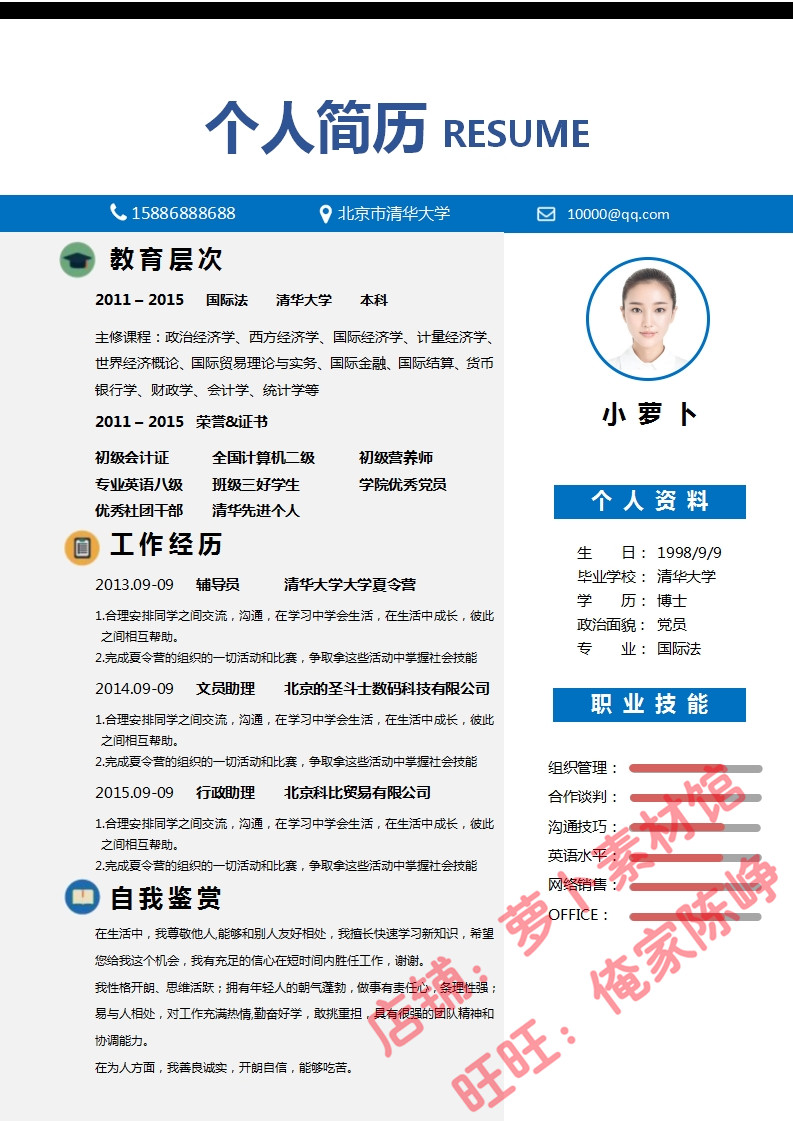 个人简历 RESUME
15886888688 北京市清华大学 10000@qq.com
教育层次
2011 – 2015 国际法 清华大学 本科
主修课程：政治经济学、西方经济学、国际经济学、计量经济学、
世界经济概论、国际贸易理论与实务、国际金融、国际结算、货币
银行学、财政学、会计学、统计学等
2011 – 2015 荣誉&证书
初级会计证 全国计算机二级 初级营养师
专业英语八级 班级三好学生 学院优秀党员
优秀社团干部 清华先进个人
工作经历
2013.09-09 辅导员 清华大学大学夏令营
1.合理安排同学之间交流，沟通，在学习中学会生活，在生活中成长，彼此
之间相互帮助。
2.完成夏令营的组织的一切活动和比赛，争取拿这些活动中掌握社会技能
2014.09-09 文员助理 北京的圣斗士数码科技有限公司
1.合理安排同学之间交流，沟通，在学习中学会生活，在生活中成长，彼此
之间相互帮助。
2.完成夏令营的组织的一切活动和比赛，争取拿这些活动中掌握社会技能
2015.09-09 行政助理 北京科比贸易有限公司
1.合理安排同学之间交流，沟通，在学习中学会生活，在生活中成长，彼此
之间相互帮助。
2.完成夏令营的组织的一切活动和比赛，争取拿这些活动中掌握社会技能
自我鉴赏
在生活中，我尊敬他人,能够和别人友好相处，我擅长快速学习新知识，希望
您给我这个机会，我有充足的信心在短时间内胜任工作，谢谢。
我性格开朗、思维活跃；拥有年轻人的朝气蓬勃，做事有责任心，条理性强；
易与人相处，对工作充满热情,勤奋好学，敢挑重担，具有很强的团队精神和
协调能力。
在为人方面，我善良诚实，开朗自信，能够吃苦。
小萝卜
个人资料
生 日： 1998/9/9
毕业学校： 清华大学
学 历： 博士
政治面貌： 党员
专 业： 国际法
职业技能
组织管理：
合作谈判：
沟通技巧：
英语水平：
网络销售：
OFFICE：
店铺：萝卜素材馆
旺旺：俺家陈峥